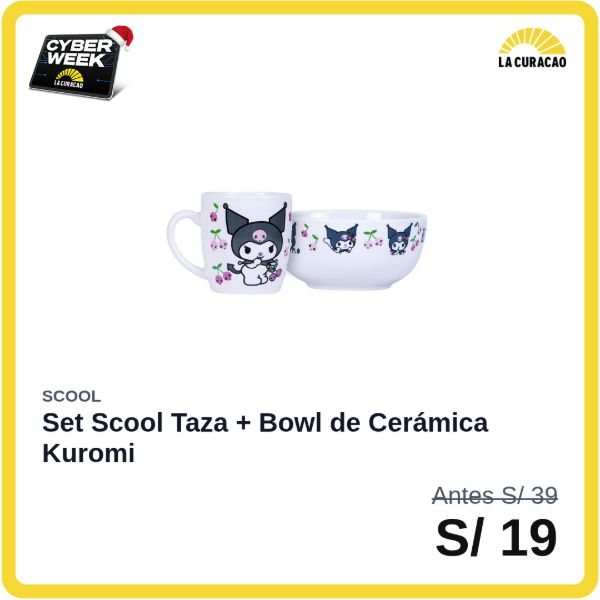 CYBER
WEEK
LA CURACAO
LA CURACAO
SCOOL
Set Scool Taza + Bowl de Cerámica
Kuromi
Antes S/ 39
S/ 19